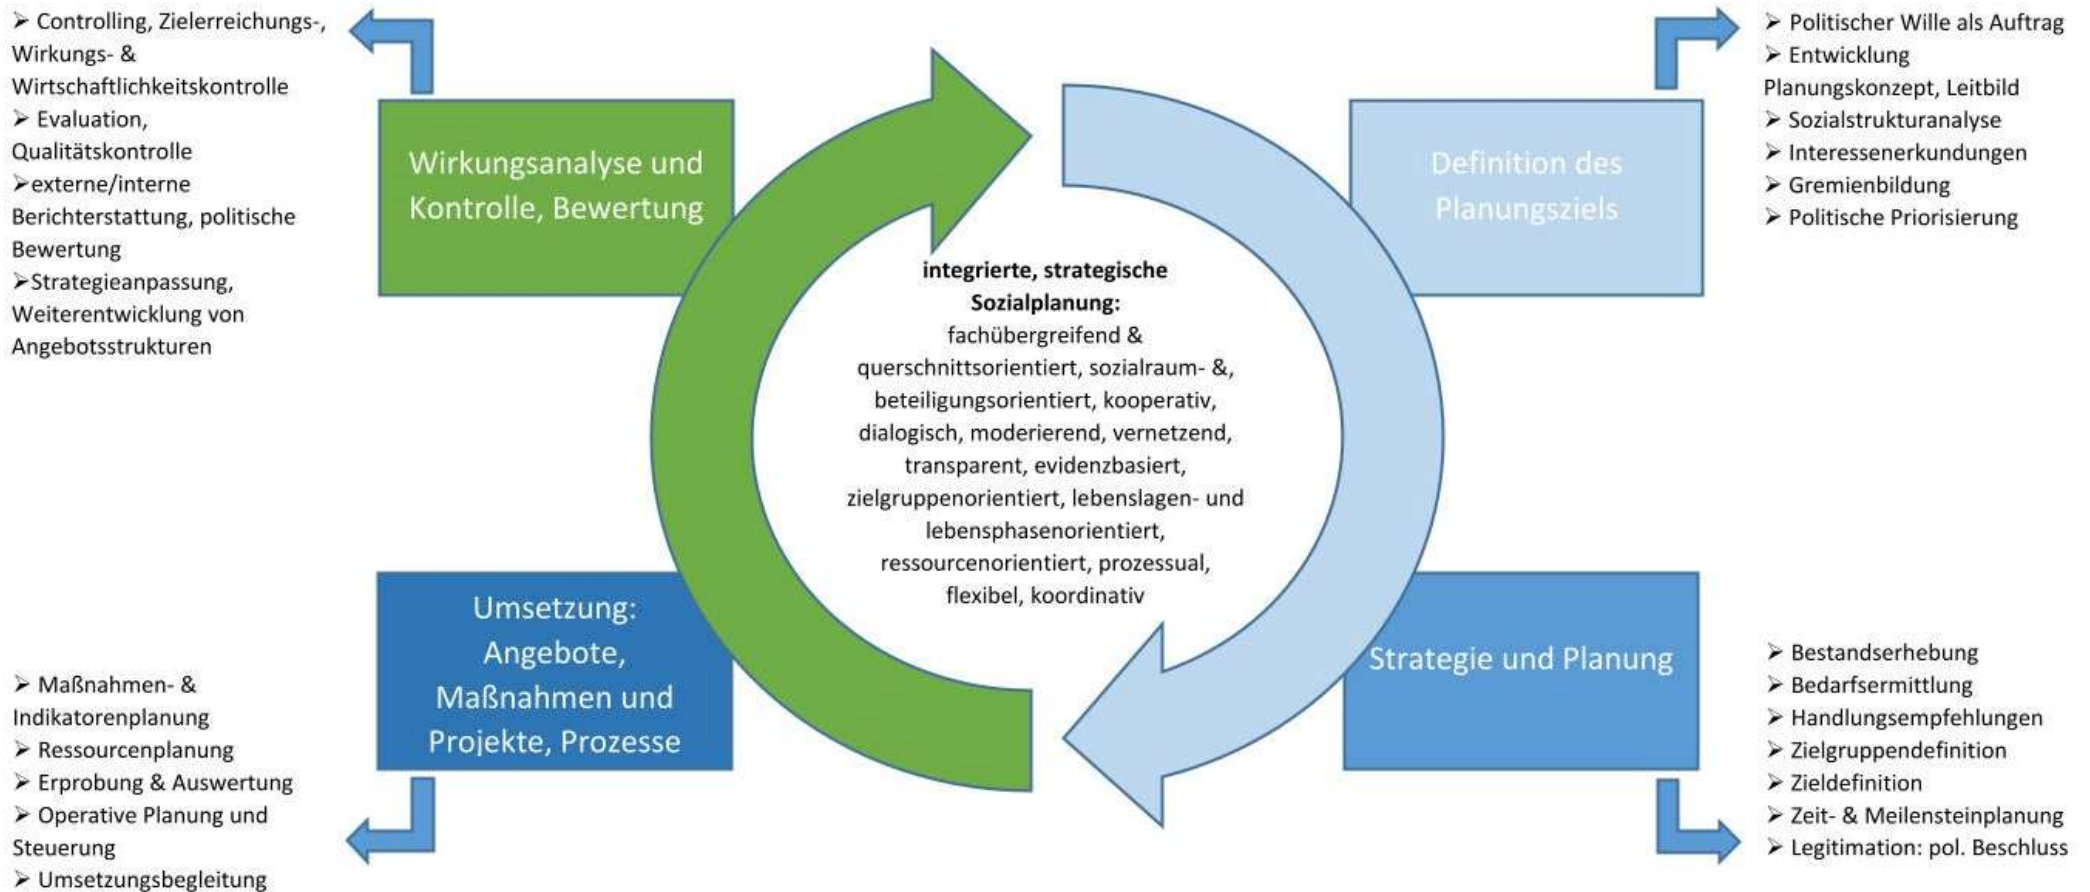 ➢ Controlling, Zielerreichungs-,
Wirkungs- &
Wirtschaftlichkeitskontrolle
➢ Evaluation,
Qualitätskontrolle
➢externe/interne
Berichterstattung, politische
Bewertung
➢Strategieanpassung,
Weiterentwicklung von
Angebotsstrukturen
Wirkungsanalyse und
Kontrolle, Bewertung
Definition des
Planungsziels
➢ Politischer Wille als Auftrag
➢ Entwicklung
Planungskonzept, Leitbild
➢ Sozialstrukturanalyse
➢ Interessenerkundungen
➢ Gremienbildung
➢ Politische Priorisierung
integrierte, strategische
Sozialplanung:
fachübergreifend &
querschnittsorientiert, sozialraum- &,
beteiligungsorientiert, kooperativ,
dialogisch, moderierend, vernetzend,
transparent, evidenzbasiert,
zielgruppenorientiert, lebenslagen- und
lebensphasenorientiert,
ressourcenorientiert, prozessual,
flexibel, koordinativ
➢ Maßnahmen- &
Indikatorenplanung
➢ Ressourcenplanung
➢ Erprobung & Auswertung
➢ Operative Planung und
Steuerung
➢ Umsetzungsbegleitung
Umsetzung:
Angebote,
Maßnahmen und
Projekte, Prozesse
Strategie und Planung
➢ Bestandserhebung
➢ Bedarfsermittlung
➢ Handlungsempfehlungen
➢ Zielgruppendefinition
➢ Zieldefinition
➢ Zeit- & Meilensteinplanung
➢ Legitimation: pol. Beschluss